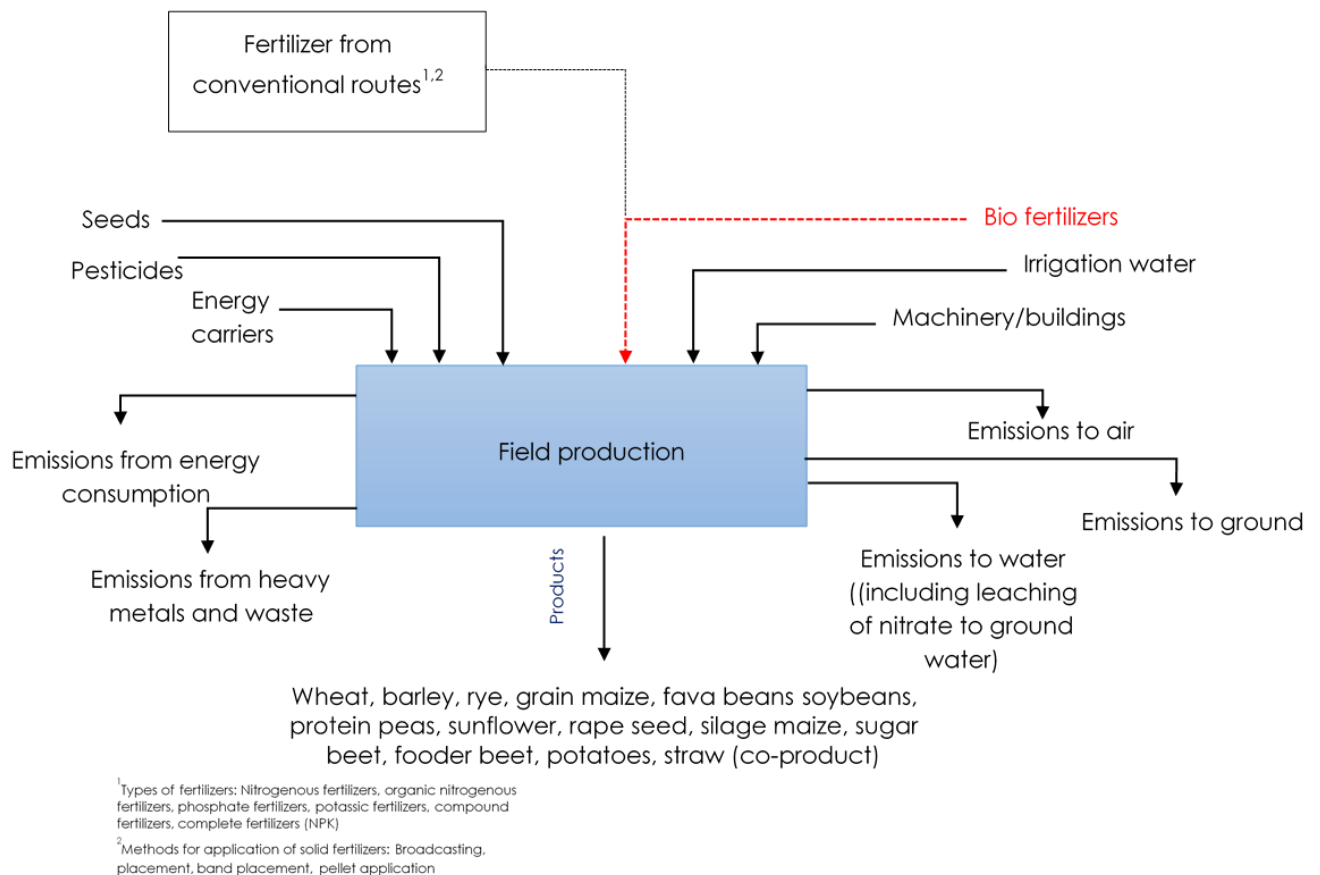 Fertilizer from
conventional routes1,2
Seeds
Bio fertilizers
Pesticides
Irrigation water
Energy
carriers
Machinery/buildings
Field production
Emissions to air
Emissions from energy
consumption
Emissions to ground
Emissions from heavy
metals and waste
Products
Emissions to water
((including leaching
of nitrate to ground
water)
Wheat, barley, rye, grain maize, fava beans soybeans,
protein peas, sunflower, rape seed, silage maize, sugar
beet, fooder beet, potatoes, straw (co-product)
1Types of fertilizers: Nitrogenous fertilizers, organic nitrogenous
fertilizers, phosphate fertilizers, potassic fertilizers, compound
fertilizers, complete fertilizers (NPK)
2Methods for application of solid fertilizers: Broadcasting,
placement, band placement, pellet application